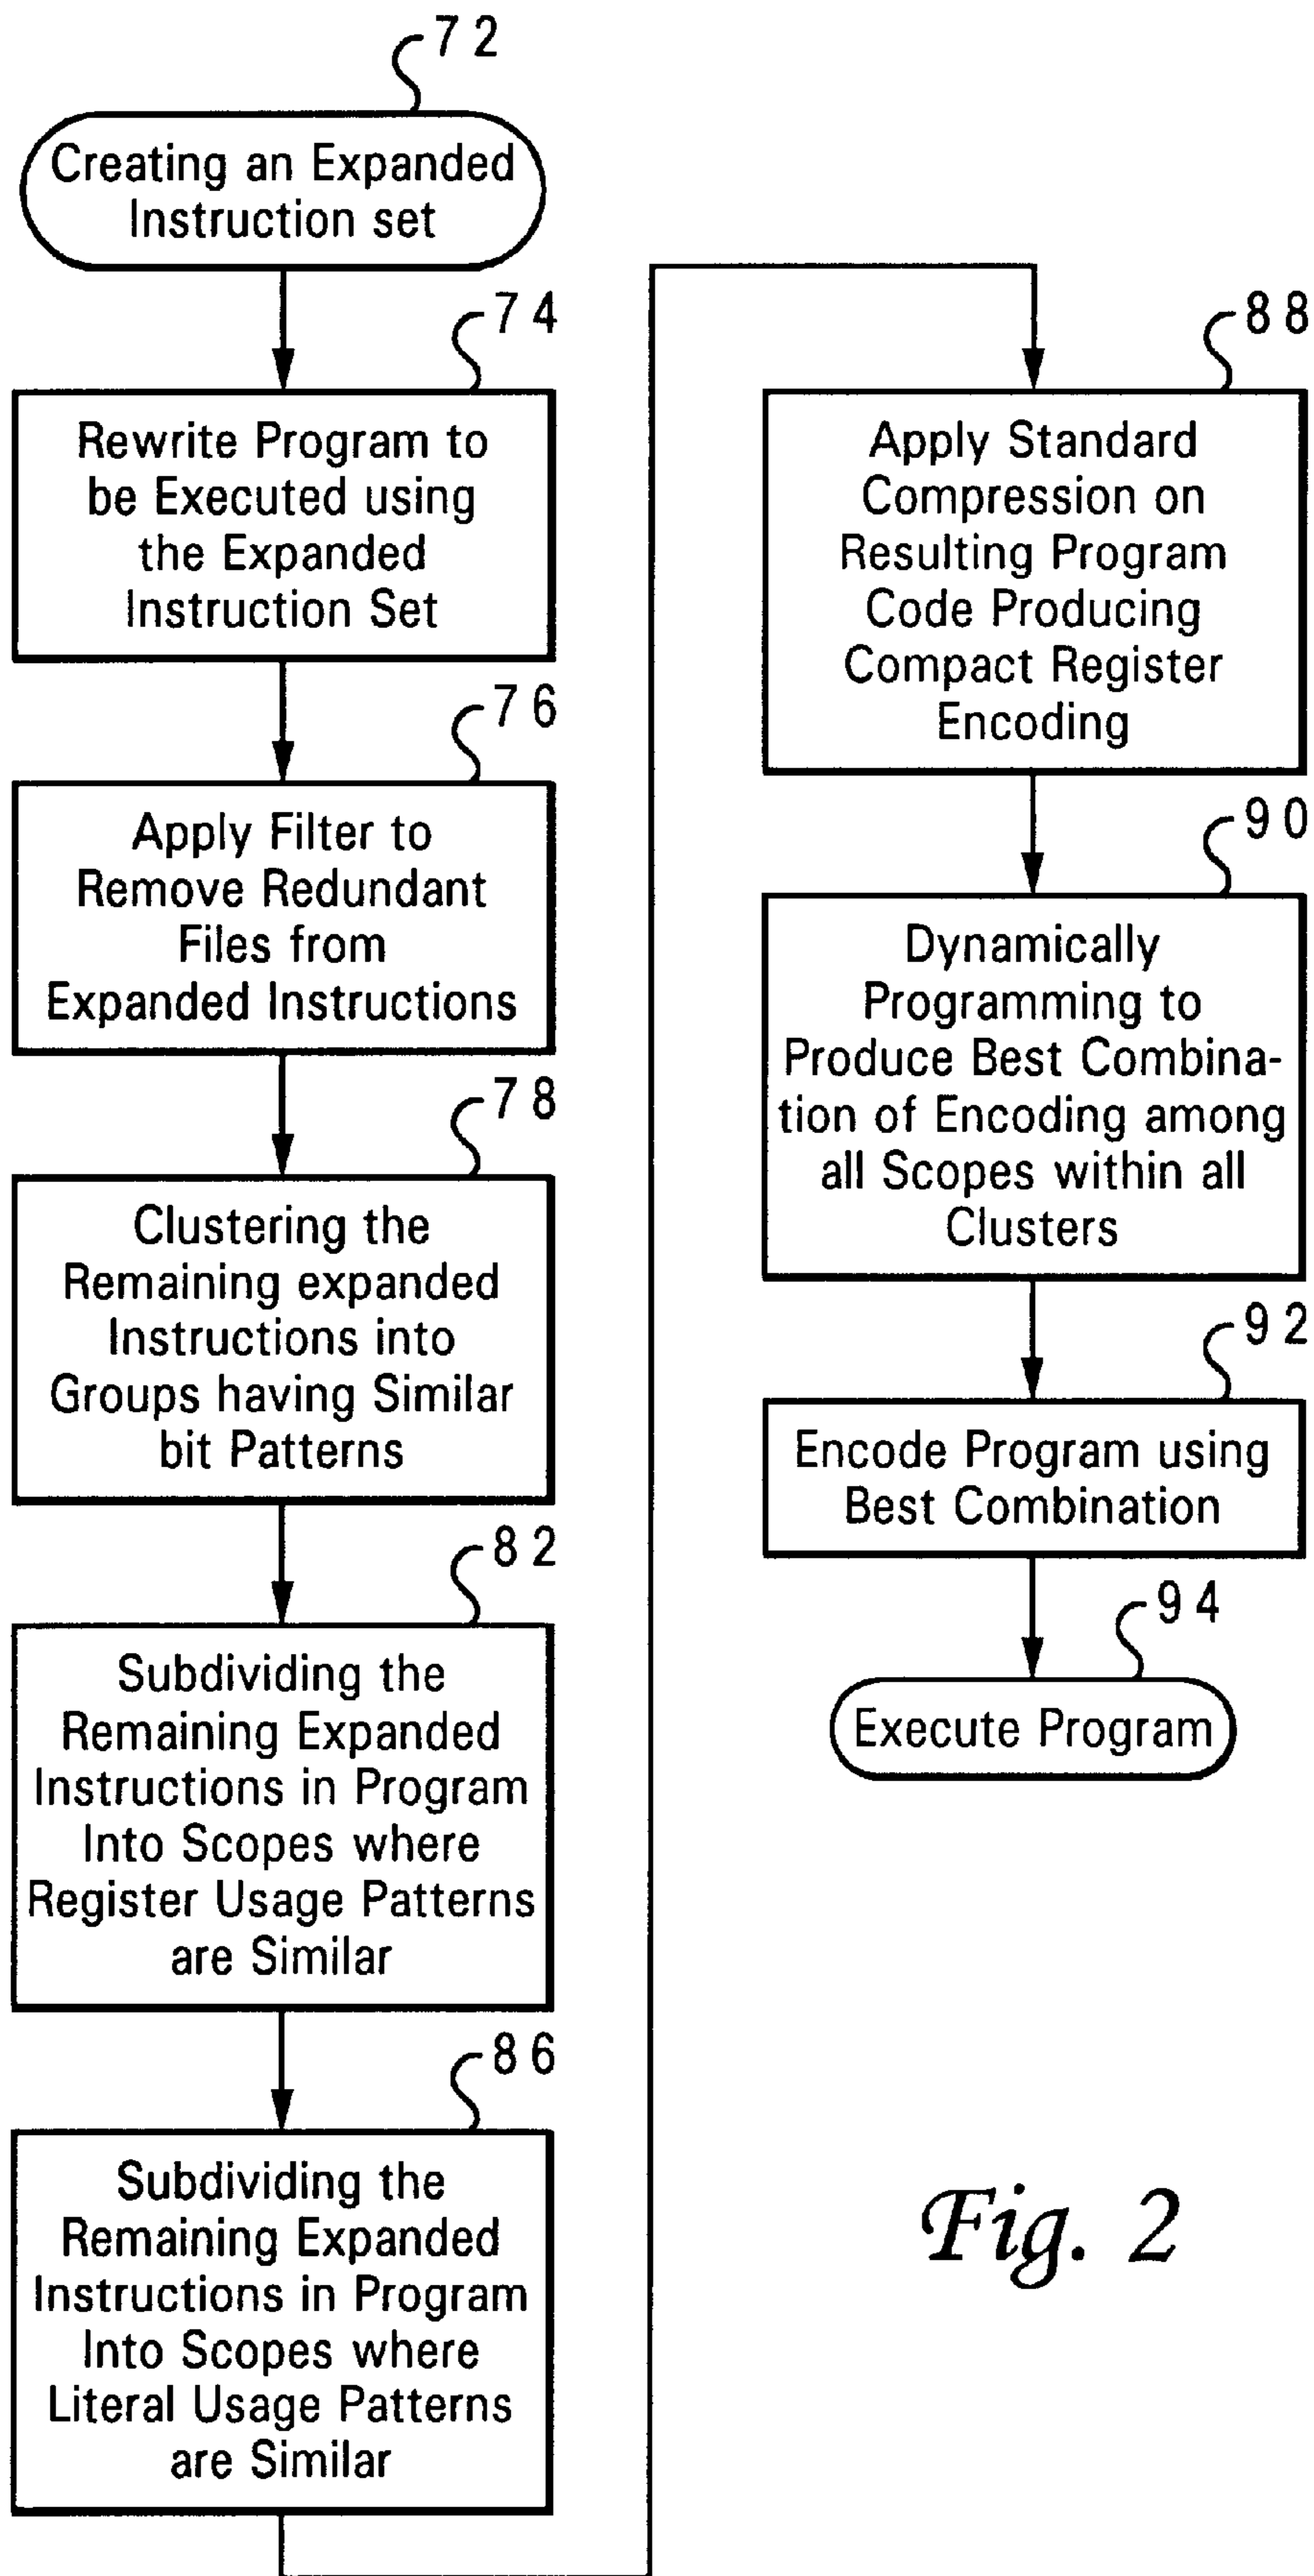 72
Creating an Expanded
Instruction set
74
Rewrite Program to
be Executed using
the Expanded
Instruction Set
76
Apply Filter to
Remove Redundant
Files from
Expanded Instructions
78
Clustering the
Remaining expanded
Instructions into
Groups having Similar
bit Patterns
82
Subdividing the
Remaining Expanded
Instructions in Program
Into Scopes where
Register Usage Patterns
are Similar
86
Subdividing the
Remaining Expanded
Instructions in Program
Into Scopes where
Literal Usage Patterns
are Similar
88
Apply Standard
Compression on
Resulting Program
Code Producing
Compact Register
Encoding
90
Dynamically
Programming to
Produce Best Combina-
tion of Encoding among
all Scopes within all
Clusters
92
Encode Program using
Best Combination
94
Execute Program
Fig. 2